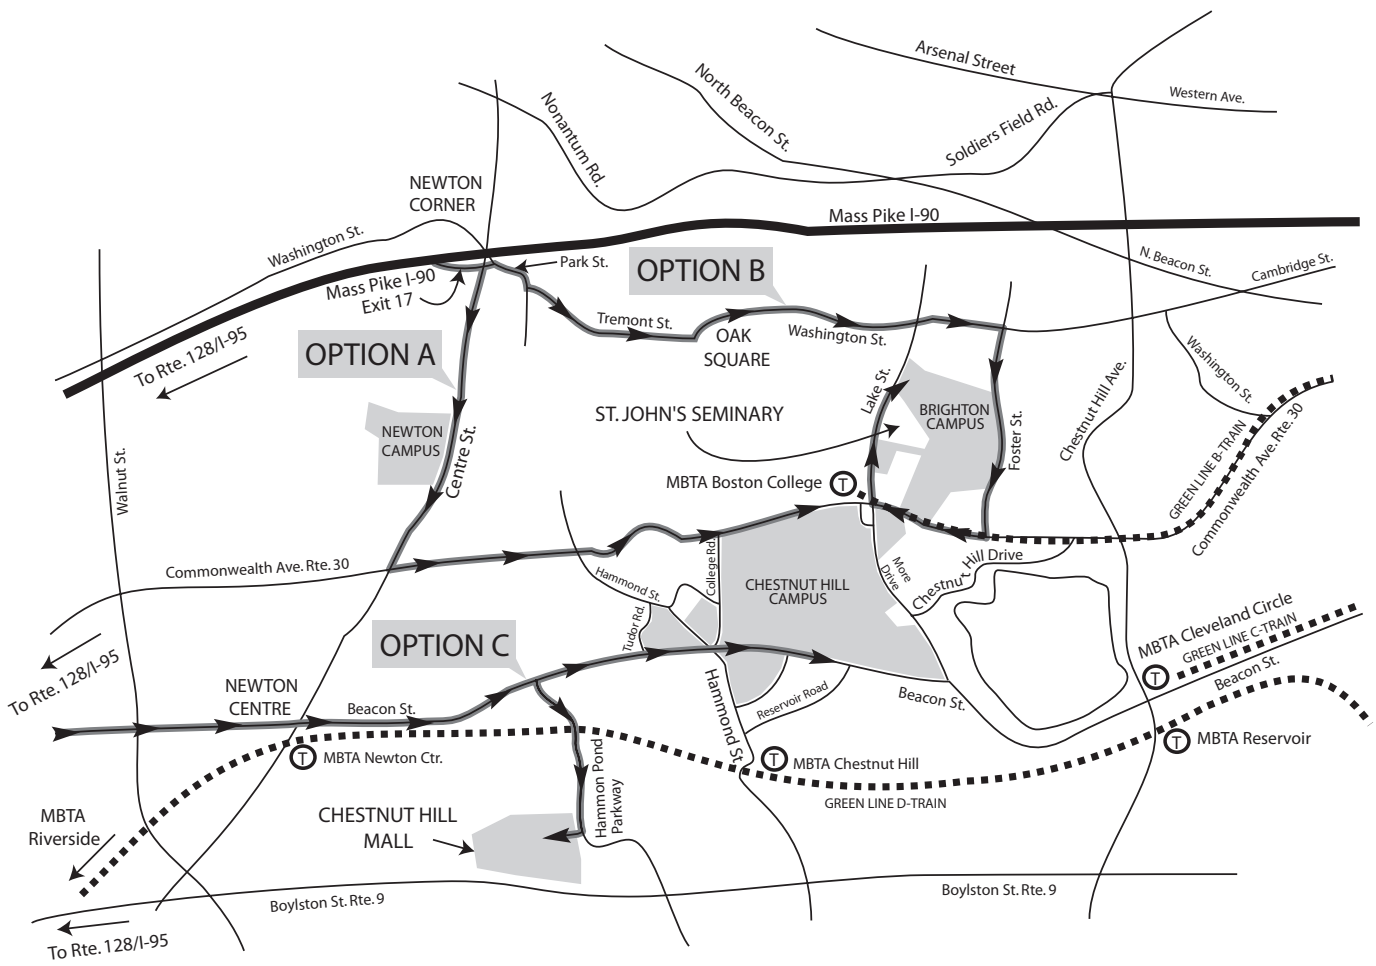 Arsenal Street
Western Ave.
North Beacon St.
Nonantum Rd.
Soldiers Field Rd.
NEWTON
CORNER
Mass Pike I-90
Washington St.
Park St.
OPTION B
N. Beacon St.
Cambridge St.
Mass Pike I-90
Exit 17
To Rte. 128/I-95
OPTION A
Tremont St.
OAK
SQUARE
Washington St.
Washington St.
Lake St.
BRIGHTON
CAMPUS
Foster St.
Chestnut Hill Ave.
ST. JOHN'S SEMINARY
NEWTON
CAMPUS
Centre St.
Walnut St.
MBTA Boston College
T
GREEN LINE B-TRAIN
Commonwealth Ave. Rte. 30
Commonwealth Ave. Rte. 30
Hammond St.
College Rd.
CHESTNUT HILL
CAMPUS
More
Drive
Chestnut Hill Drive
Tudor Rd.
OPTION C
To Rte. 128/I-95
MBTA Cleveland Circle
GREEN LINE C-TRAIN
T
Beacon St.
NEWTON
CENTRE
Beacon St.
Hammond St.
Reservoir Road
Beacon St.
T
MBTA Newton Ctr.
T
MBTA Chestnut Hill
T
MBTA Reservoir
GREEN LINE D-TRAIN
Hammon Pond
Parkway
CHESTNUT HILL
MALL
MBTA
Riverside
Boylston St. Rte. 9
Boylston St. Rte. 9
To Rte. 128/I-95